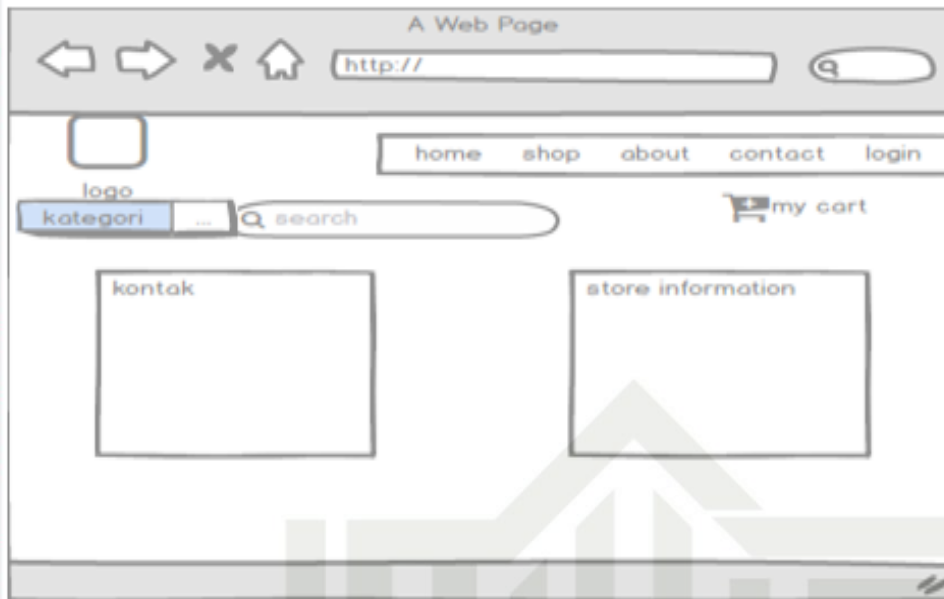 A Web Page
http://
home shop about contact login
logo
my cart
kategori ... search
kontak
store information